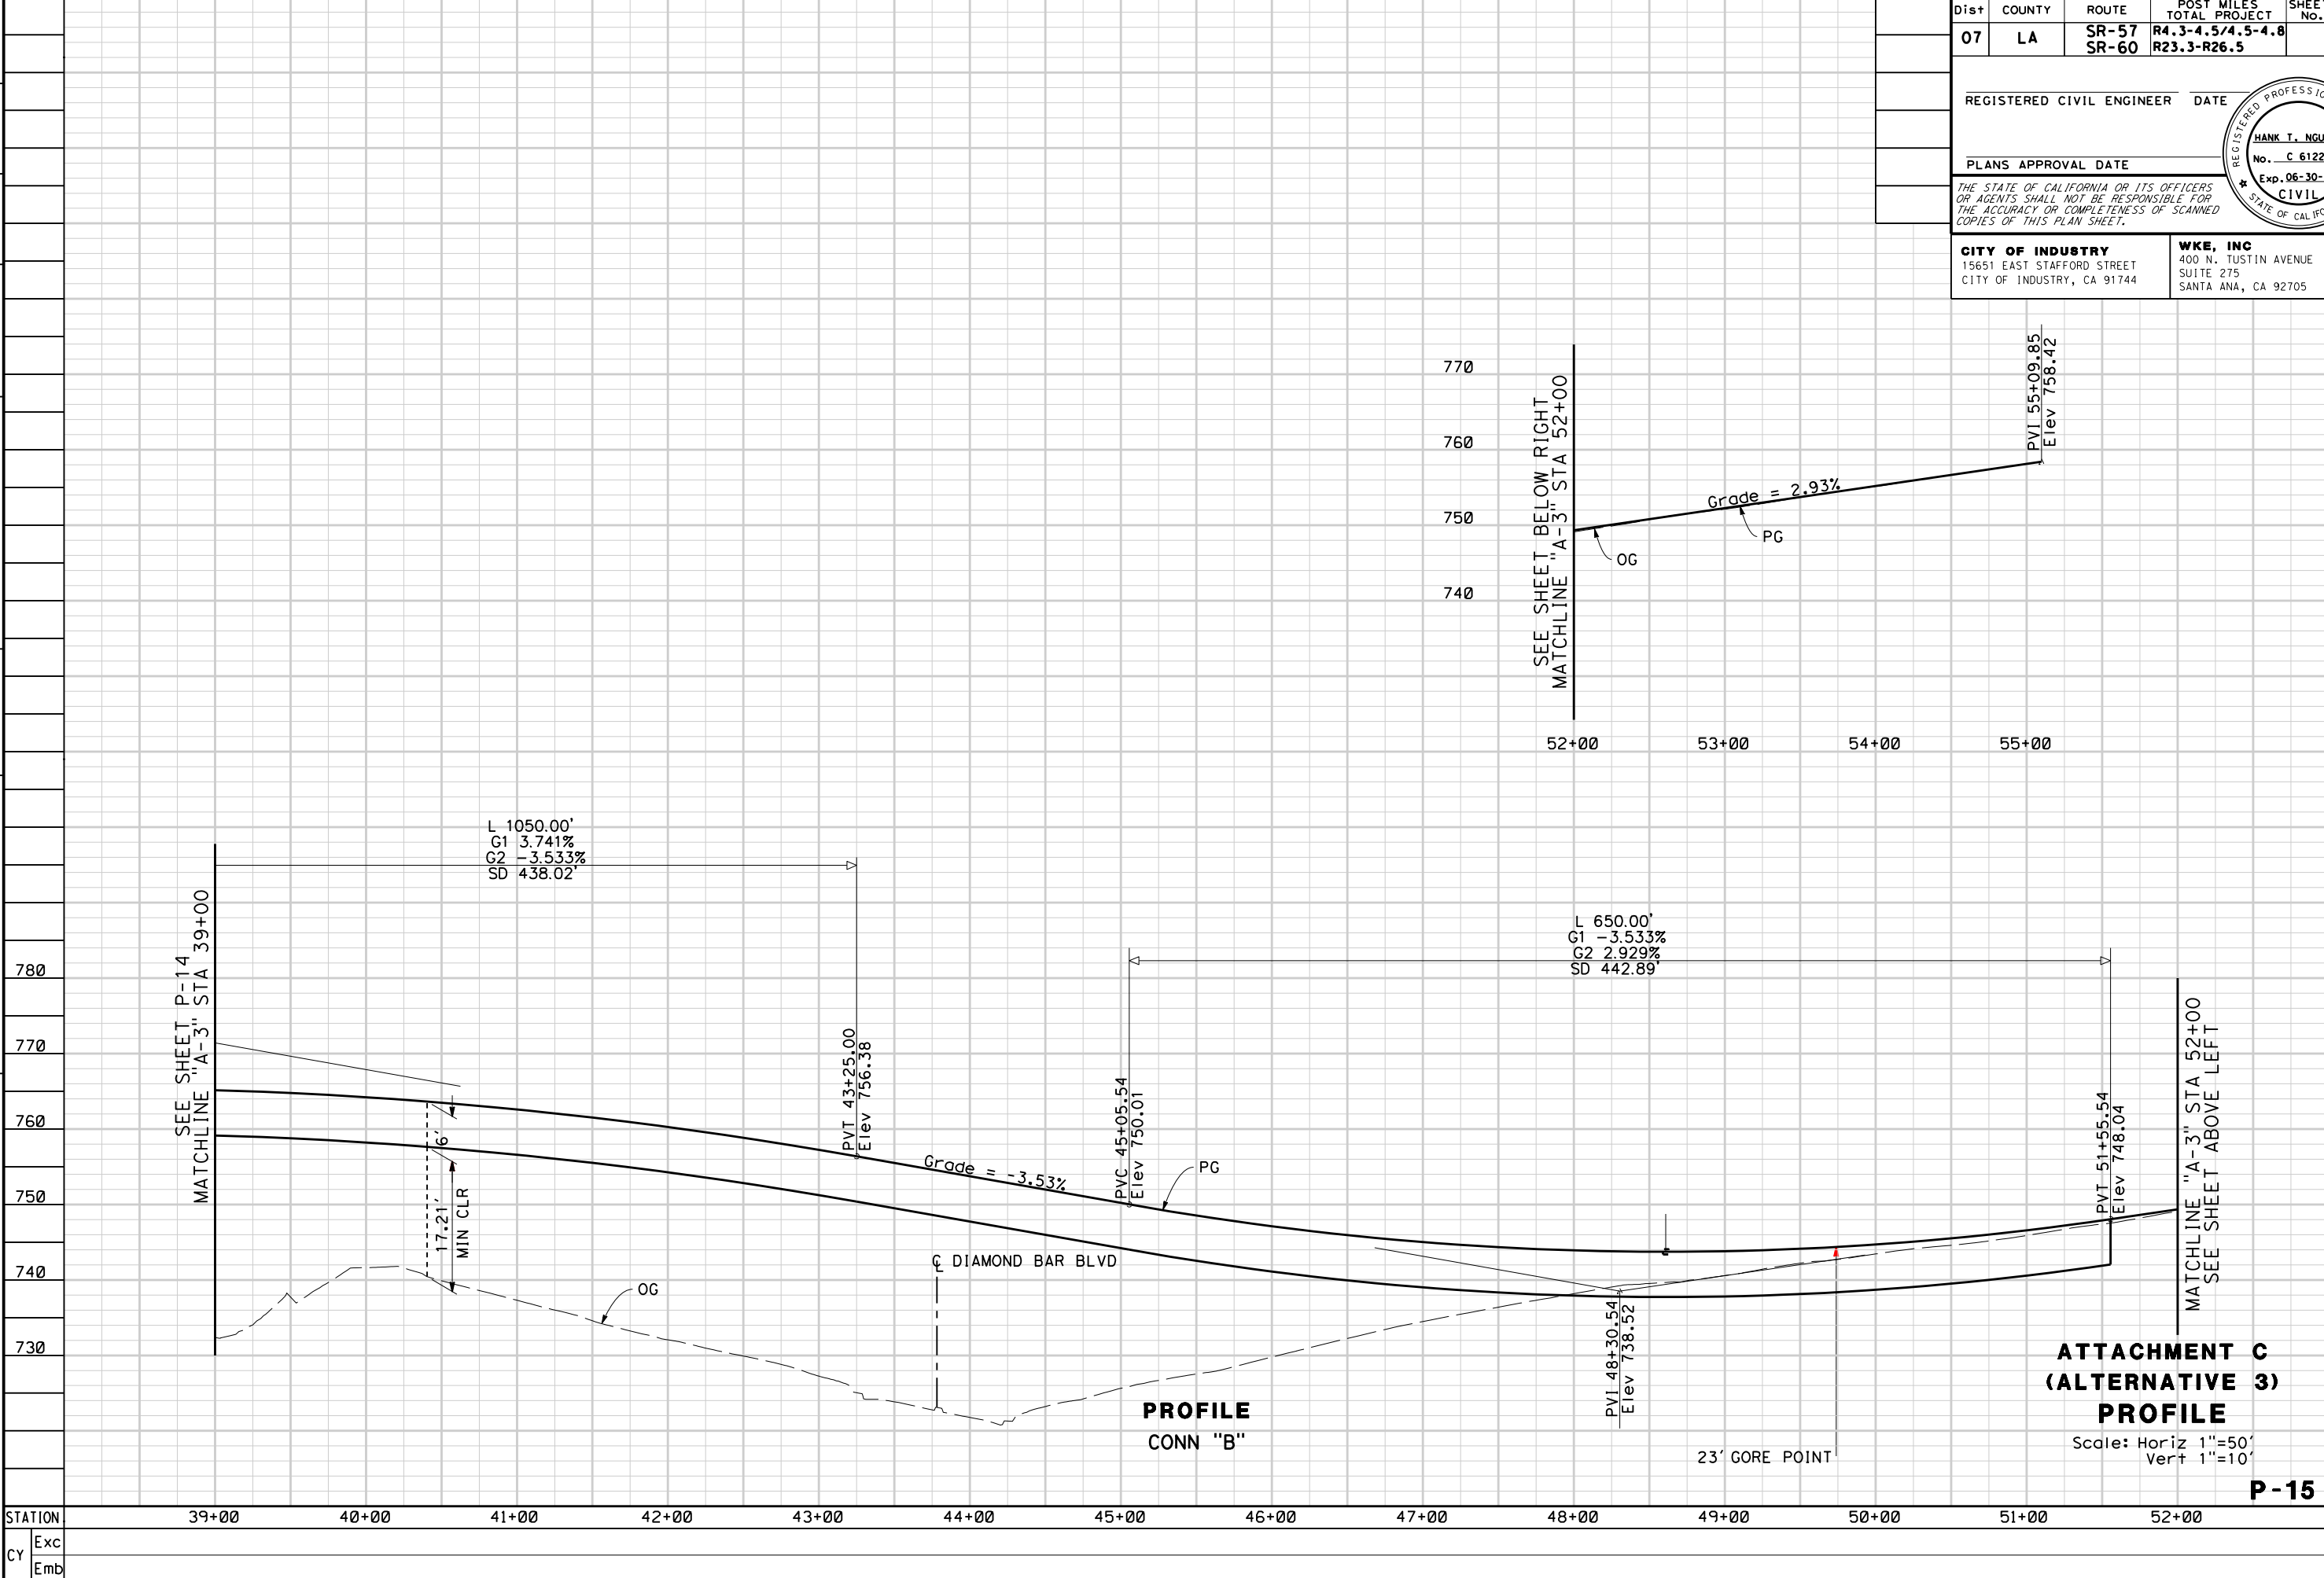 Dist COUNTY ROUTE POST MILES TOTAL PROJECT SHEET No.
07 LA SR-57 R4.3-4.5/4.5-4.8
SR-60 R23.3-R26.5
REGISTERED CIVIL ENGINEER DATE
PLANS APPROVAL DATE
REGISTERED
HANK T.
No. C 6122
Exp. 06-30-
CIVIL
STATE OF
THE STATE OF CALIFORNIA OR ITS OFFICERS
OR AGENTS SHALL NOT BE RESPONSIBLE FOR
THE ACCURACY OR COMPLETENESS OF SCANNED
COPIES OF THIS PLAN SHEET.
CITY OF INDUSTRY
15651 EAST STAFFORD STREET
CITY OF INDUSTRY, CA 91744
WKE, INC
400 N. TUSTIN AVENUE
SUITE 275
SANTA ANA, CA 92705
770
760
750
740
SEE SHEET BELOW RIGHT
MATCHLINE "A-3" STA 52+00
Grade = 2.93%
OG
PG
PVI 55+09.85
Elev 758.42
52+00 53+00 54+00 55+00
L 1050.00'
G1 3.741%
G2 -3.533%
SD 438.02'
L 650.00'
G1 -3.533%
G2 2.929%
SD 442.89'
780
770
760
750
740
730
SEE SHEET P-14
MATCHLINE "A-3" STA 39+00
6'
17.21'
MIN CLR
OG
PVT 43+25.00
Elev 756.38
Grade = -3.53%
PVC 45+05.54
Elev 750.01
PG
℄ DIAMOND BAR BLVD
PVI 48+30.54
Elev 738.52
23' GORE POINT
PVT 51+55.54
Elev 748.04
MATCHLINE "A-3" STA 52+00
SEE SHEET ABOVE LEFT
PROFILE
CONN "B"
ATTACHMENT C
(ALTERNATIVE 3)
PROFILE
Scale: Horiz 1"=50'
Vert 1"=10'
P-15
STATION 39+00 40+00 41+00 42+00 43+00 44+00 45+00 46+00 47+00 48+00 49+00 50+00 51+00 52+00
CY Exc
Emb